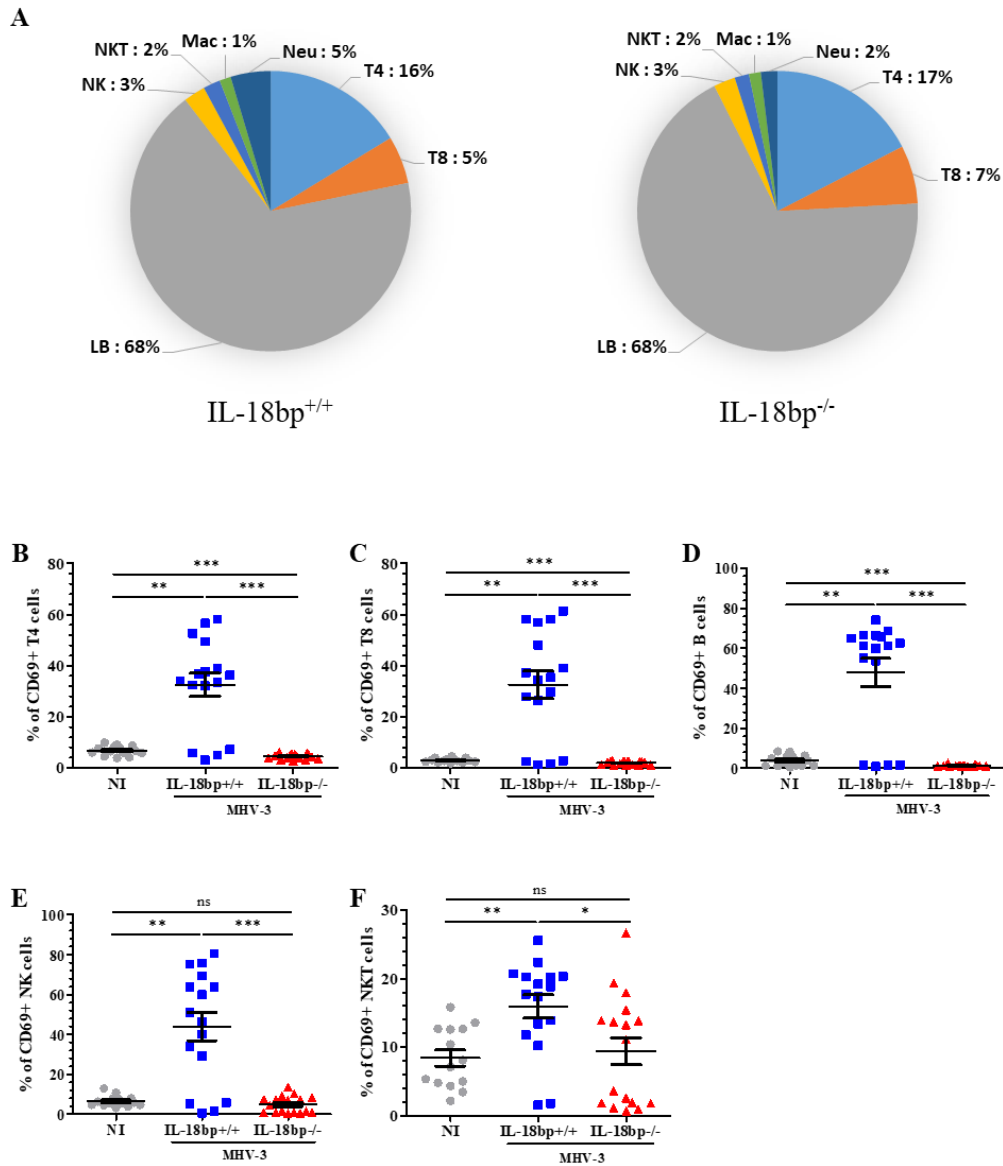 A
NKT : 2%
Mac : 1%
Neu : 5%
NK : 3%
T4 : 16%
T8 : 5%
LB : 68%
IL-18bp+/+
NKT : 2%
Mac : 1%
Neu : 2%
NK : 3%
T4 : 17%
T8 : 7%
LB : 68%
IL-18bp-/-
B
% of CD69+ T4 cells
80
60
40
20
0
***
** ***
NI IL-18bp+/+ IL-18bp-/-
MHV-3
C
% of CD69+ T8 cells
80
60
40
20
0
***
** ***
NI IL-18bp+/+ IL-18bp-/-
MHV-3
D
% of CD69+ B cells
100
80
60
40
20
0
***
** ***
NI IL-18bp+/+ IL-18bp-/-
MHV-3
E
% of CD69+ NK cells
100
80
60
40
20
0
ns
** ***
NI IL-18bp+/+ IL-18bp-/-
MHV-3
F
% of CD69+ NKT cells
30
20
10
0
ns
** *
NI IL-18bp+/+ IL-18bp-/-
MHV-3